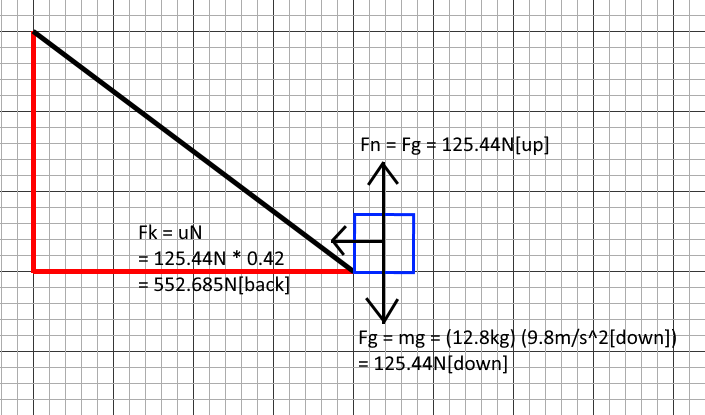 Fn = Fg = 125.44N[up]
Fk = uN
= 125.44N * 0.42
= 552.685N[back]
Fg = mg = (12.8kg) (9.8m/s^2[down])
= 125.44N[down]